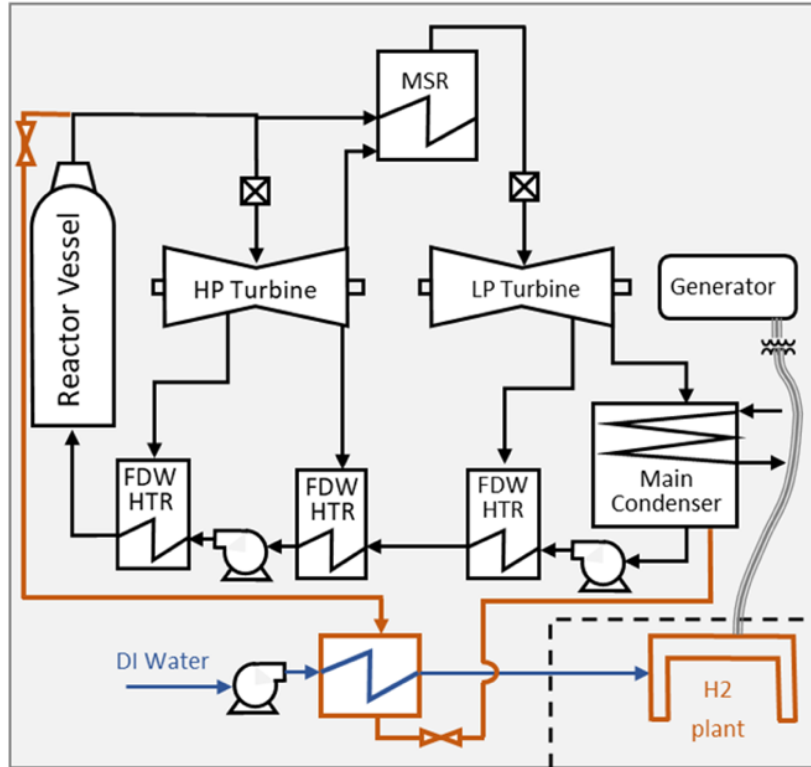 MSR
Reactor Vessel
HP Turbine
LP Turbine
Generator
FDW
HTR
FDW
HTR
FDW
HTR
Main
Condenser
DI Water
H2
plant